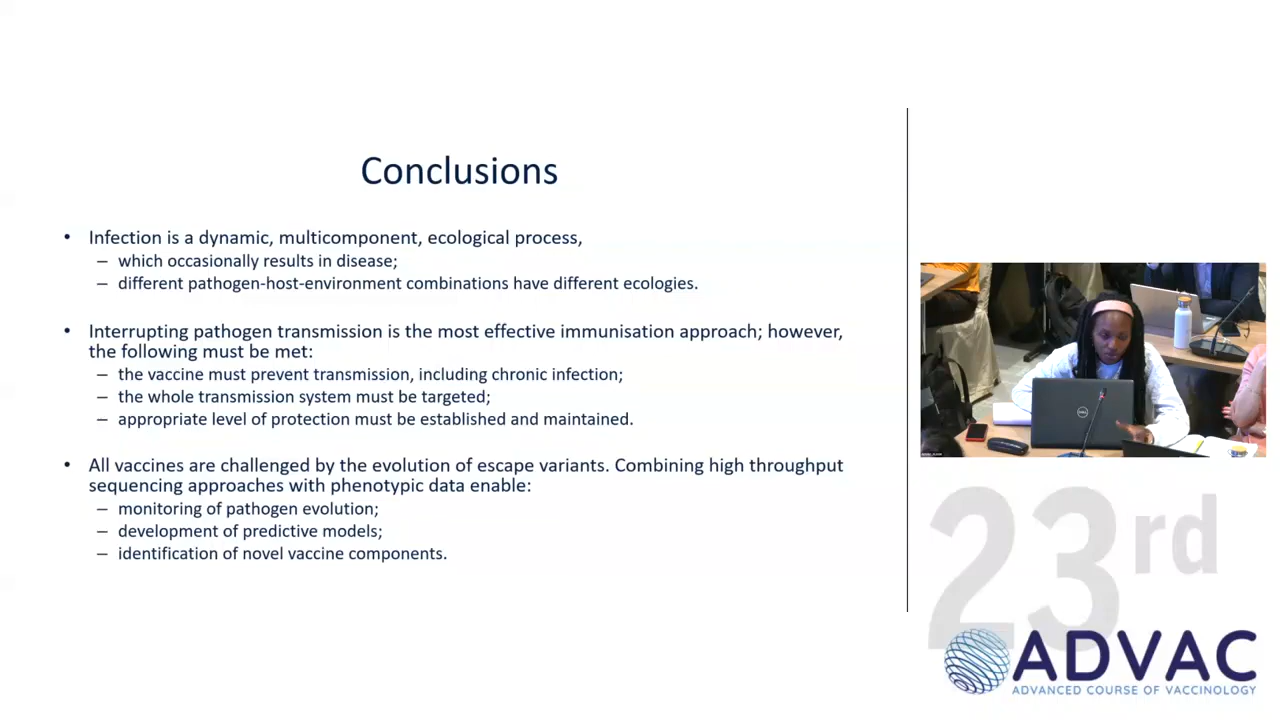 Conclusions
• Infection is a dynamic, multicomponent, ecological process,
– which occasionally results in disease;
– different pathogen-host-environment combinations have different ecologies.
• Interrupting pathogen transmission is the most effective immunisation approach; however,
the following must be met:
– the vaccine must prevent transmission, including chronic infection;
– the whole transmission system must be targeted;
– appropriate level of protection must be established and maintained.
• All vaccines are challenged by the evolution of escape variants. Combining high throughput
sequencing approaches with phenotypic data enable:
– monitoring of pathogen evolution;
– development of predictive models;
– identification of novel vaccine components.
DELL
23rd
ADVAC
ADVANCED COURSE OF VACCINOLOGY